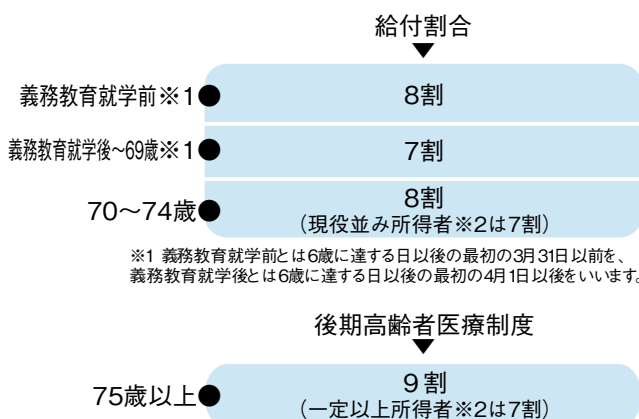 給付割合
▼
義務教育就学前※1● 8割
義務教育就学後~69歳※1● 7割
70〜74歳● 8割
(現役並み所得者※2は7割)
※1 義務教育就学前とは6歳に達する日以後の最初の3月31日以前を、
義務教育就学後とは6歳に達する日以後の最初の4月1日以後をいいます。
後期高齢者医療制度
▼
75歳以上● 9割
(一定以上所得者※2は7割)